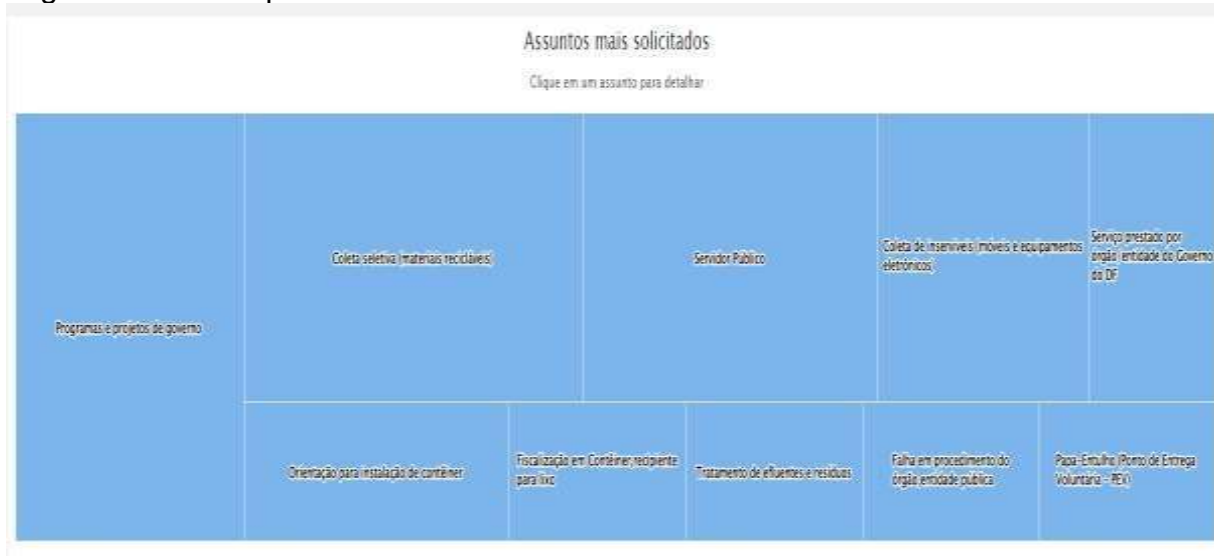 Assuntos mais solicitados
Clique em um assunto para detalhar
Programas e projetos de governo
Coleta seletiva (materiais recicláveis)
Servidor Público
Coleta de inservíveis (móveis e equipamentos
eletrônicos)
Serviço prestado por
órgão/entidade do Governo
do DF
Orientação para instalação de contêiner
Fiscalização em Contêiner,recipiente
para lixo
Tratamento de efluentes e resíduos
Falha em procedimento do
órgão,entidade pública
Papa-Entulho (Ponto de Entrega
Voluntária - PEV)